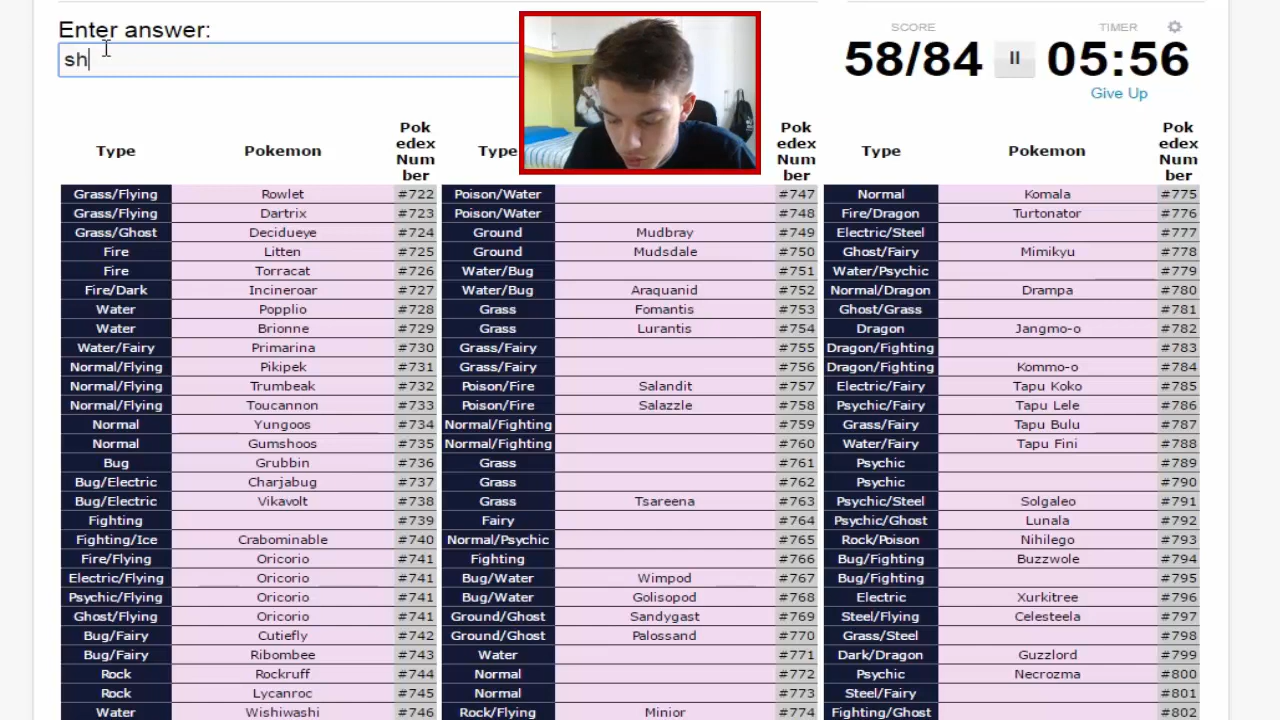 Enter answer:
sh
SCORE
58/84
TIMER
05:56
Give Up
Type Pokemon Pok edex Num ber Type Pok edex Num ber Type Pokemon Pok edex Num ber
Grass/Flying Rowlet #722 Poison/Water #747 Normal Komala #775
Grass/Flying Dartrix #723 Poison/Water #748 Fire/Dragon Turtonator #776
Grass/Ghost Decidueye #724 Ground Mudbray #749 Electric/Steel #777
Fire Litten #725 Ground Mudsdale #750 Ghost/Fairy Mimikyu #778
Fire Torracat #726 Water/Bug #751 Water/Psychic #779
Fire/Dark Incineroar #727 Water/Bug Araquanid #752 Normal/Dragon Drampa #780
Water Popplio #728 Grass Fomantis #753 Ghost/Grass #781
Water Brionne #729 Grass Lurantis #754 Dragon Jangmo-o #782
Water/Fairy Primarina #730 Grass/Fairy #755 Dragon/Fighting #783
Normal/Flying Pikipek #731 Grass/Fairy #756 Dragon/Fighting Kommo-o #784
Normal/Flying Trumbeak #732 Poison/Fire Salandit #757 Electric/Fairy Tapu Koko #785
Normal/Flying Toucannon #733 Poison/Fire Salazzle #758 Psychic/Fairy Tapu Lele #786
Normal Yungoos #734 Normal/Fighting #759 Grass/Fairy Tapu Bulu #787
Normal Gumshoos #735 Normal/Fighting #760 Water/Fairy Tapu Fini #788
Bug Grubbin #736 Grass #761 Psychic #789
Bug/Electric Charjabug #737 Grass #762 Psychic #790
Bug/Electric Vikavolt #738 Grass Tsareena #763 Psychic/Steel Solgaleo #791
Fighting #739 Fairy #764 Psychic/Ghost Lunala #792
Fighting/Ice Crabominable #740 Normal/Psychic #765 Rock/Poison Nihilego #793
Fire/Flying Oricorio #741 Fighting #766 Bug/Fighting Buzzwole #794
Electric/Flying Oricorio #741 Bug/Water Wimpod #767 Bug/Fighting #795
Psychic/Flying Oricorio #741 Bug/Water Golisopod #768 Electric Xurkitree #796
Ghost/Flying Oricorio #741 Ground/Ghost Sandygast #769 Steel/Flying Celesteela #797
Bug/Fairy Cutiefly #742 Ground/Ghost Palossand #770 Grass/Steel #798
Bug/Fairy Ribombee #743 Water #771 Dark/Dragon Guzzlord #799
Rock Rockruff #744 Normal #772 Psychic Necrozma #800
Rock Lycanroc #745 Normal #773 Steel/Fairy #801
Water Wishiwashi #746 Rock/Flying Minior #774 Fighting/Ghost #802